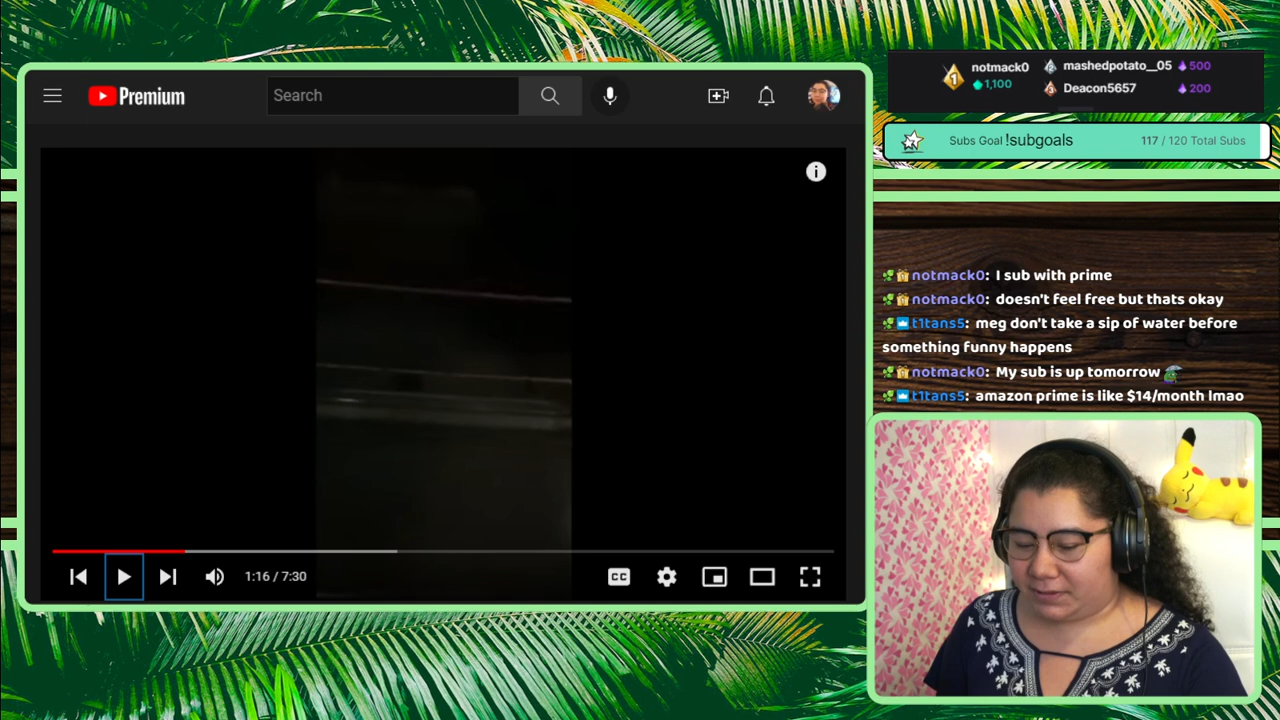 Premium
Search
notmack0
1,100
mashedpotato__05 500
Deacon5657 200
Subs Goal !subgoals 117 / 120 Total Subs
notmack0: I sub with prime
notmack0: doesn't feel free but thats okay
t1tans5: meg don't take a sip of water before
something funny happens
notmack0: My sub is up tomorrow
t1tans5: amazon prime is like $14/month lmao
1:16 / 7:30
CC